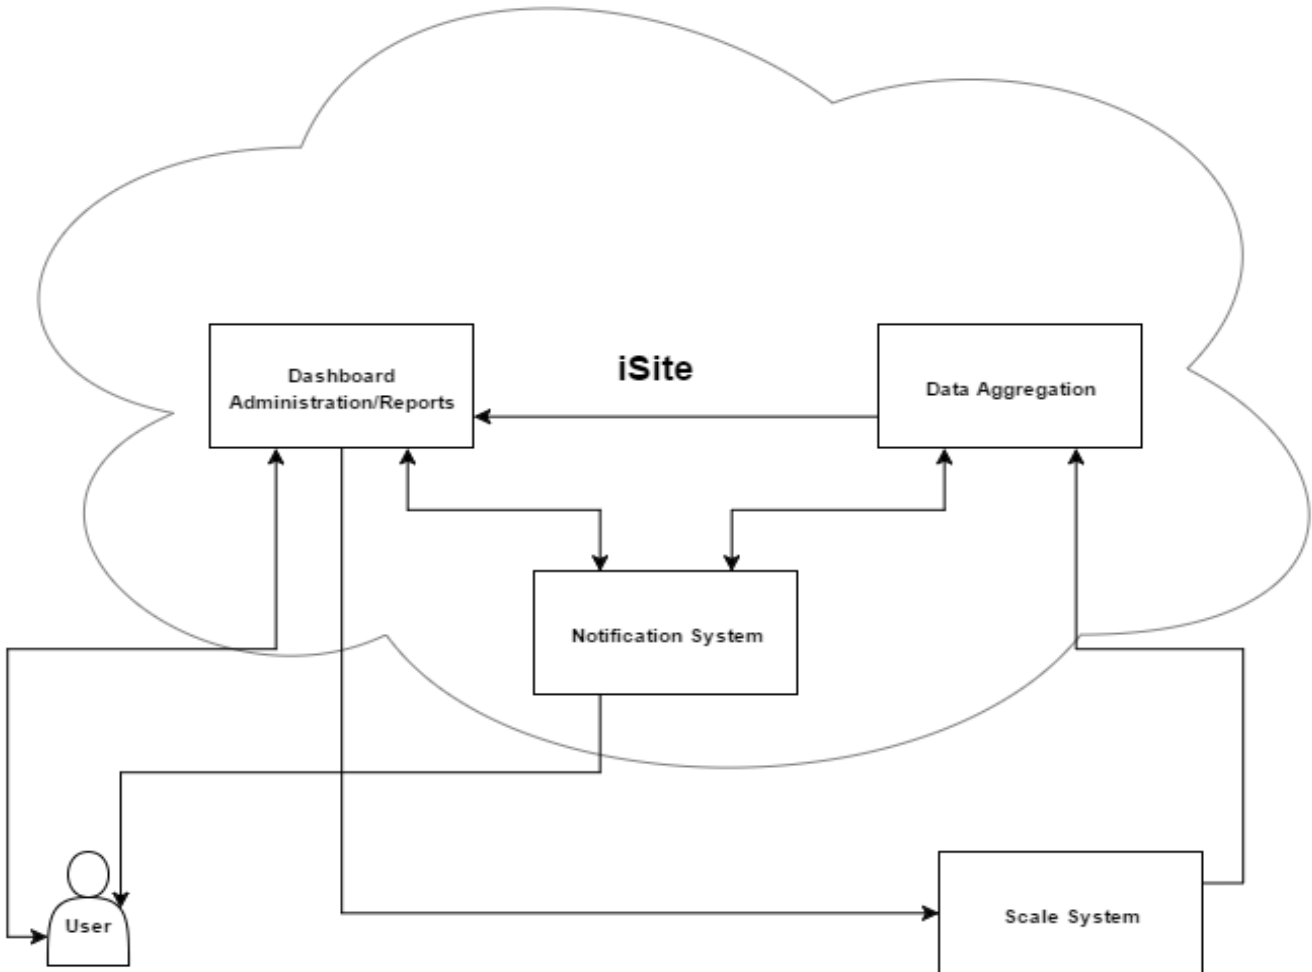 iSite
Dashboard
Administration/Reports
Data Aggregation
Notification System
User
Scale System